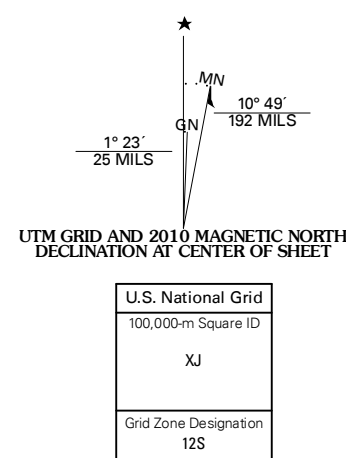 MN
10° 49´
192 MILS
GN
1° 23´
25 MILS
UTM GRID AND 2010 MAGNETIC NORTH
DECLINATION AT CENTER OF SHEET
U.S. National Grid
100,000-m Square ID
XJ
Grid Zone Designation
12S